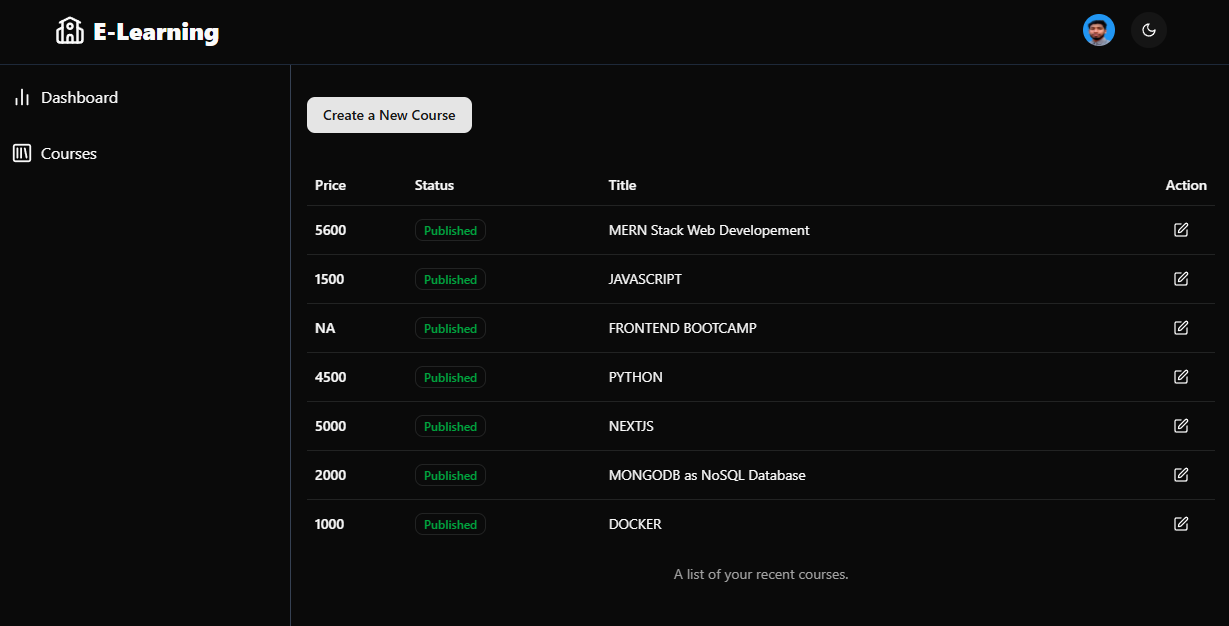 E-Learning
Dashboard
Courses
Create a New Course
Price Status Title Action
5600 Published MERN Stack Web Developement
1500 Published JAVASCRIPT
NA Published FRONTEND BOOTCAMP
4500 Published PYTHON
5000 Published NEXTJS
2000 Published MONGODB as NoSQL Database
1000 Published DOCKER
A list of your recent courses.